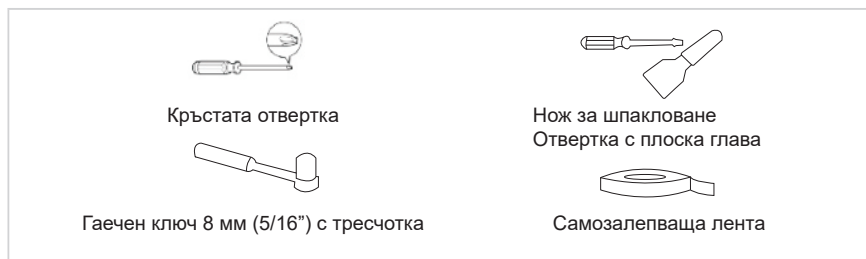 Кръстата отвертка
Нож за шпакловане
Отвертка с плоска глава
Гаечен ключ 8 мм (5/16”) с тресчотка
Самозалепваща лента